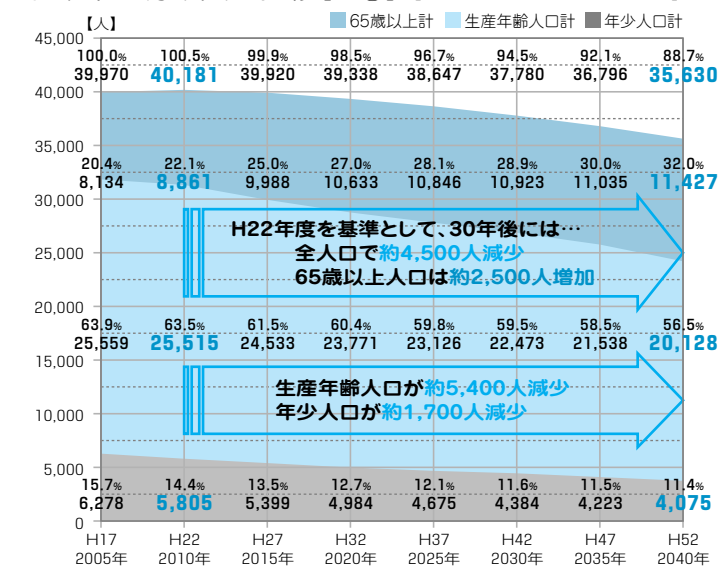 【人】
65歳以上計 生産年齢人口計 年少人口計
45,000
100.0% 100.5% 99.9% 98.5% 96.7% 94.5% 92.1% 88.7%
39,970 40,181 39,920 39,338 38,647 37,780 36,796 35,630
40,000
35,000
20.4% 22.1% 25.0% 27.0% 28.1% 28.9% 30.0% 32.0%
8,134 8,861 9,988 10,633 10,846 10,923 11,035 11,427
30,000
H22年度を基準として、30年後には…
全人口で約4,500人減少
25,000
65歳以上人口は約2,500人増加
20,000
63.9% 63.5% 61.5% 60.4% 59.8% 59.5% 58.5% 56.5%
25,559 25,515 24,533 23,771 23,126 22,473 21,538 20,128
15,000
生産年齢人口が約5,400人減少
年少人口が約1,700人減少
10,000
5,000
15.7% 14.4% 13.5% 12.7% 12.1% 11.6% 11.5% 11.4%
6,278 5,805 5,399 4,984 4,675 4,384 4,223 4,075
0
H17 H22 H27 H32 H37 H42 H47 H52
2005年 2010年 2015年 2020年 2025年 2030年 2035年 2040年